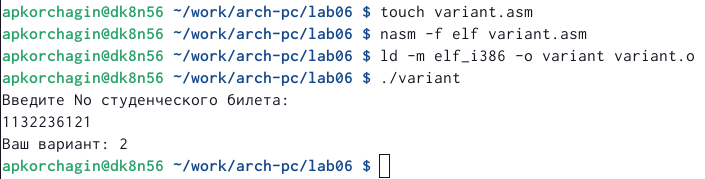 apkorchagin@dk8n56 ~/work/arch-pc/lab06 $ touch variant.asm
apkorchagin@dk8n56 ~/work/arch-pc/lab06 $ nasm -f elf variant.asm
apkorchagin@dk8n56 ~/work/arch-pc/lab06 $ ld -m elf_i386 -o variant variant.o
apkorchagin@dk8n56 ~/work/arch-pc/lab06 $ ./variant
Введите No студенческого билета:
1132236121
Ваш вариант: 2
apkorchagin@dk8n56 ~/work/arch-pc/lab06 $